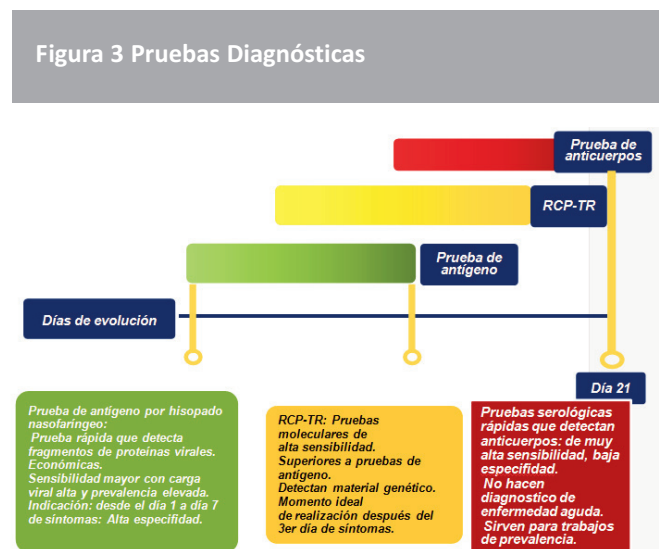 Figura 3 Pruebas Diagnósticas
Prueba de
anticuerpos
RCP-TR
Prueba de
antígeno
Días de evolución
Día 21
Prueba de antígeno por hisopado
nasofaríngeo:
Prueba rápida que detecta
fragmentos de proteínas virales.
Económicas.
Sensibilidad mayor con carga
viral alta y prevalencia elevada.
Indicación: desde el día 1 a día 7
de síntomas: Alta especifidad.
RCP-TR: Pruebas
moleculares de
alta sensibilidad.
Superiores a pruebas de
antígeno.
Detectan material genético.
Momento ideal
de realización después del
3er día de síntomas.
Pruebas serológicas
rápidas que detectan
anticuerpos: de muy
alta sensibilidad, baja
especifidad.
No hacen
diagnostico de
enfermedad aguda.
Sirven para trabajos
de prevalencia.